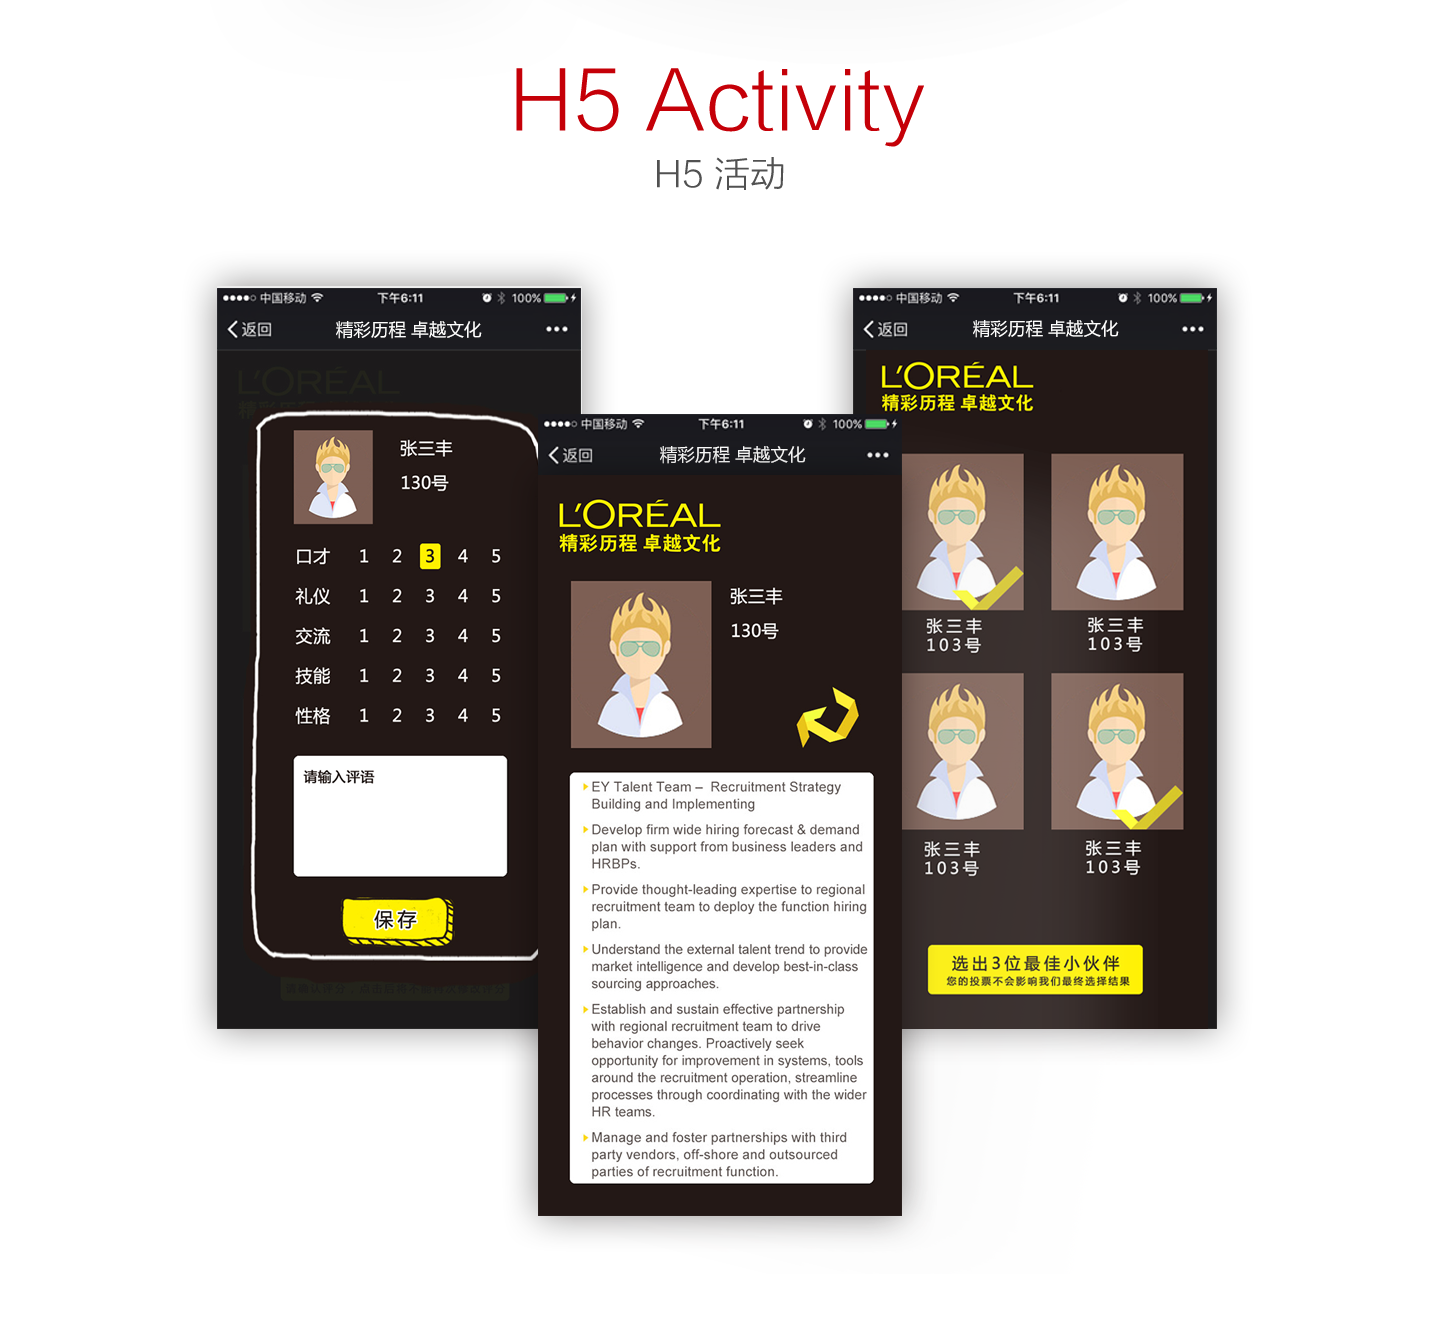 H5 Activity
H5 活动
中国移动
下午6:11
100%
返回
精彩历程 卓越文化
L'ORÉAL
张三丰
130号
口才 1 2 3 4 5
礼仪 1 2 3 4 5
交流 1 2 3 4 5
技能 1 2 3 4 5
性格 1 2 3 4 5
请输入评语
保存
中国移动
下午6:11
100%
返回
精彩历程 卓越文化
L'ORÉAL
精彩历程 卓越文化
张三丰
130号
EY Talent Team – Recruitment Strategy
Building and Implementing
Develop firm wide hiring forecast & demand
plan with support from business leaders and
HRBPs.
Provide thought-leading expertise to regional
recruitment team to deploy the function hiring
plan.
Understand the external talent trend to provide
market intelligence and develop best-in-class
sourcing approaches.
Establish and sustain effective partnership
with regional recruitment team to drive
behavior changes. Proactively seek
opportunity for improvement in systems, tools
around the recruitment operation, streamline
processes through coordinating with the wider
HR teams.
Manage and foster partnerships with third
party vendors, off-shore and outsourced
parties of recruitment function.
中国移动
下午6:11
100%
返回
精彩历程 卓越文化
L'ORÉAL
精彩历程 卓越文化
张三丰
103号
张三丰
103号
张三丰
103号
张三丰
103号
选出3位最佳小伙伴
您的投票不会影响我们最终选择结果